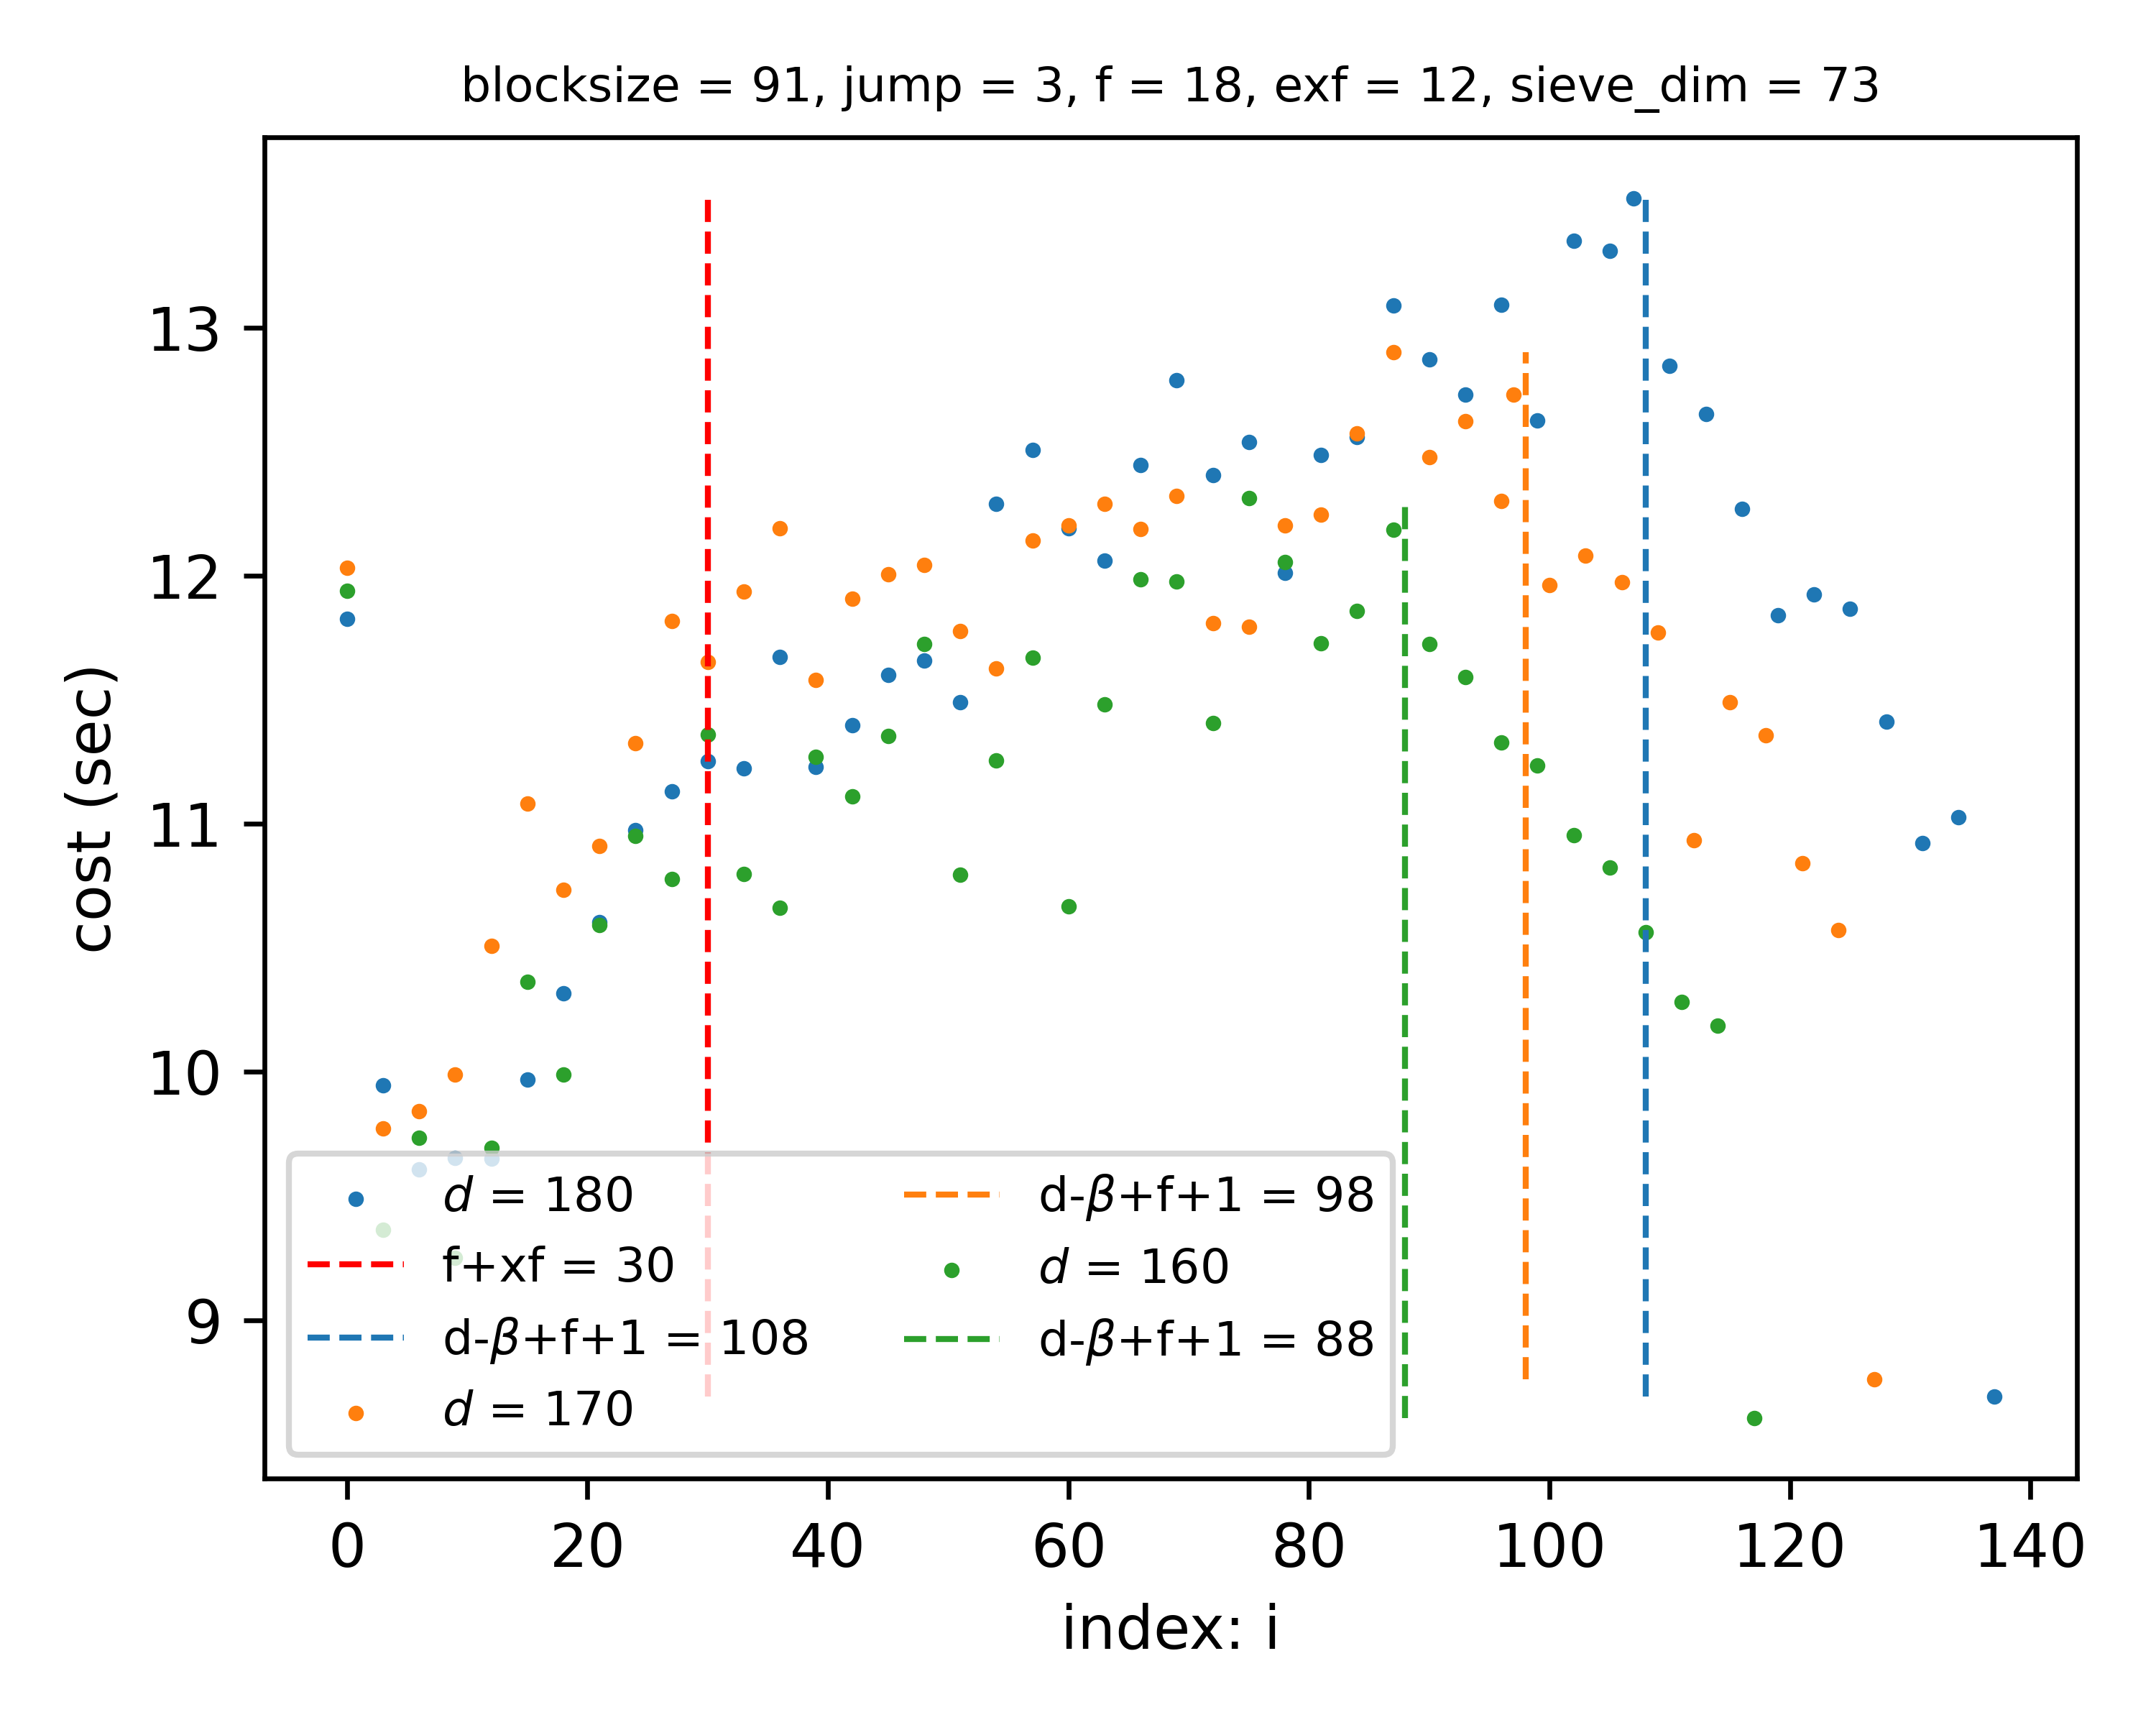 blocksize = 91, jump = 3, f = 18, exf = 12, sieve_dim = 73
cost (sec)
13
12
11
10
9
d = 180
f+xf = 30
d-β+f+1 = 108
d = 170
d-β+f+1 = 98
d = 160
d-β+f+1 = 88
0 20 40 60 80 100 120 140
index: i